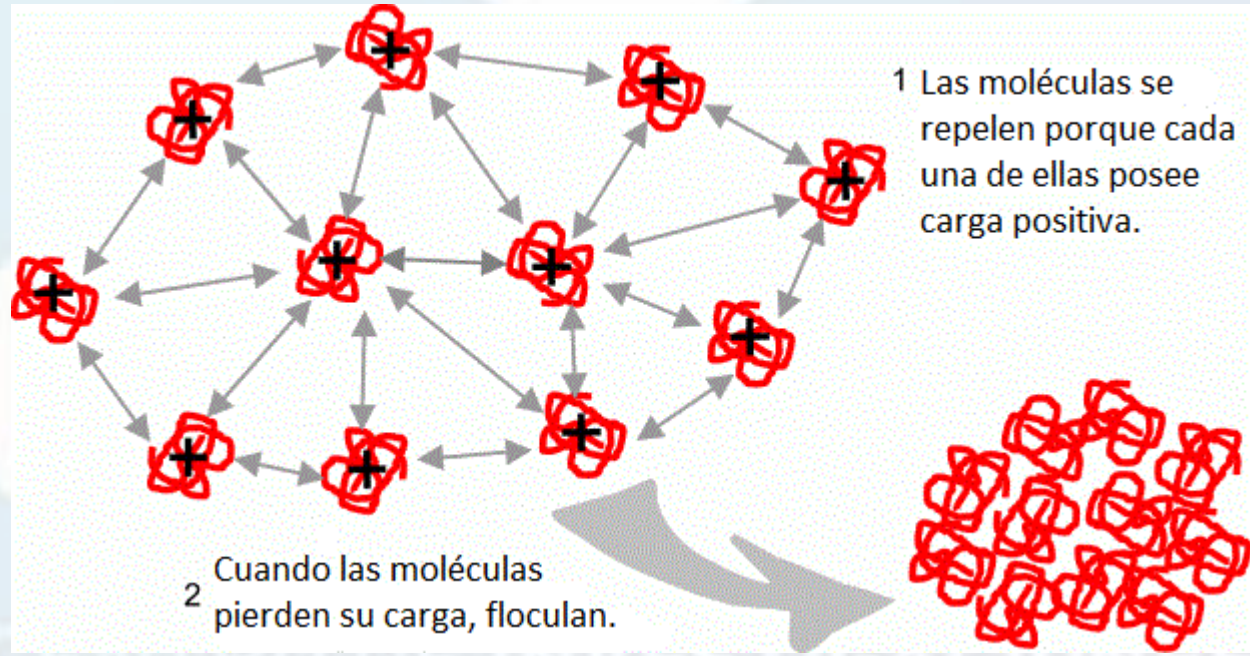 1 Las moléculas se
repelen porque cada
una de ellas posee
carga positiva.
2 Cuando las moléculas
pierden su carga, floculan.